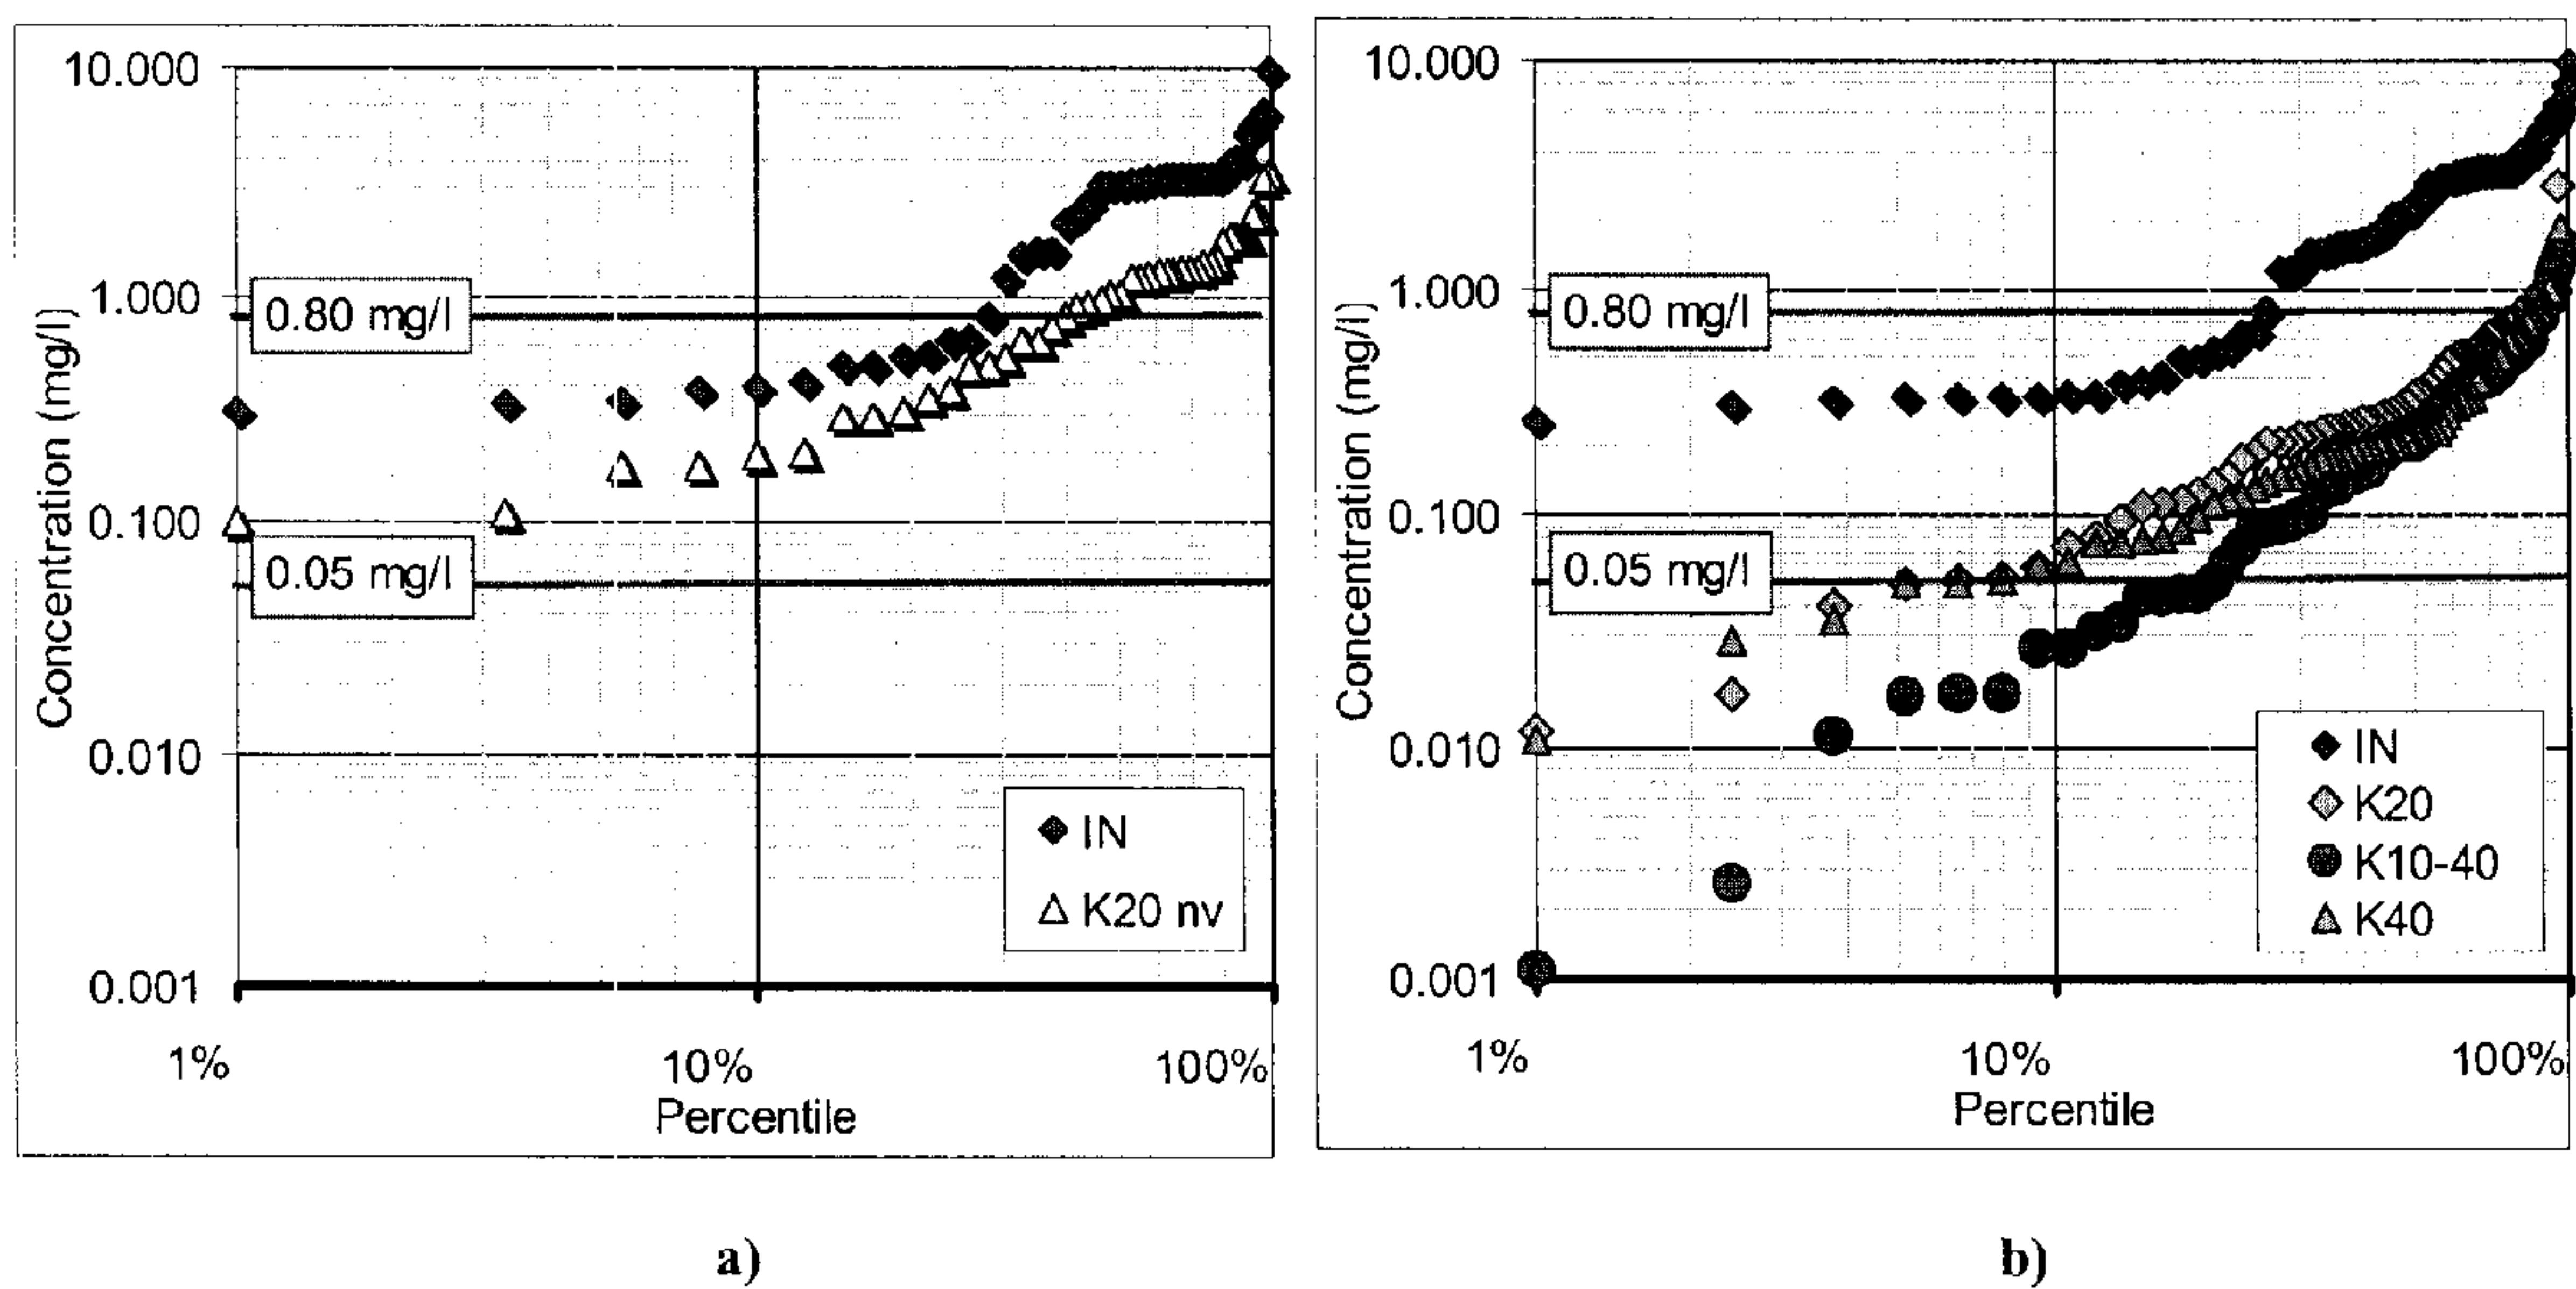 10.000
1.000
0.100
0.010
0.001
Concentration (mg/l)
0.80 mg/l
0.05 mg/l
IN
K20 nv
1%
10%
100%
Percentile
a)
10.000
1.000
0.100
0.010
0.001
Concentration (mg/l)
0.80 mg/l
0.05 mg/l
IN
K20
K10-40
K40
1%
10%
100%
Percentile
b)